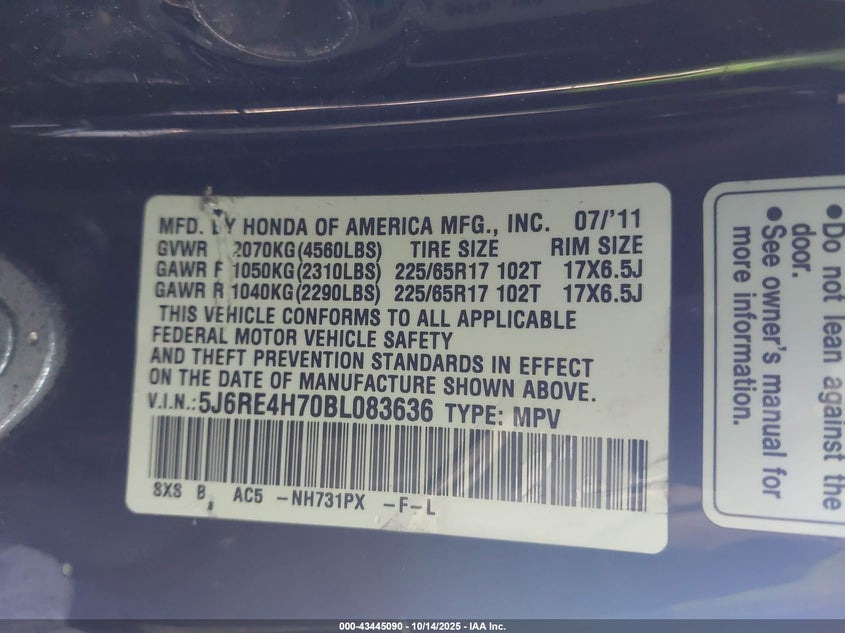 MFD. BY HONDA OF AMERICA MFG., INC. 07/'11
GVWR 2070KG(4560LBS) TIRE SIZE RIM SIZE
GAWR F 1050KG(2310LBS) 225/65R17 102T 17X6.5J
GAWR R 1040KG(2290LBS) 225/65R17 102T 17X6.5J
THIS VEHICLE CONFORMS TO ALL APPLICABLE
FEDERAL MOTOR VEHICLE SAFETY
AND THEFT PREVENTION STANDARDS IN EFFECT
ON THE DATE OF MANUFACTURE SHOWN ABOVE.
V.I.N.:5J6RE4H70BL083636 TYPE: MPV
SXS B AC5 -NH731PX -F-L
•Do not lean against the
door.
•See owner's manual for
more information.
000-43445090 - 10/14/2025 - IAA Inc.